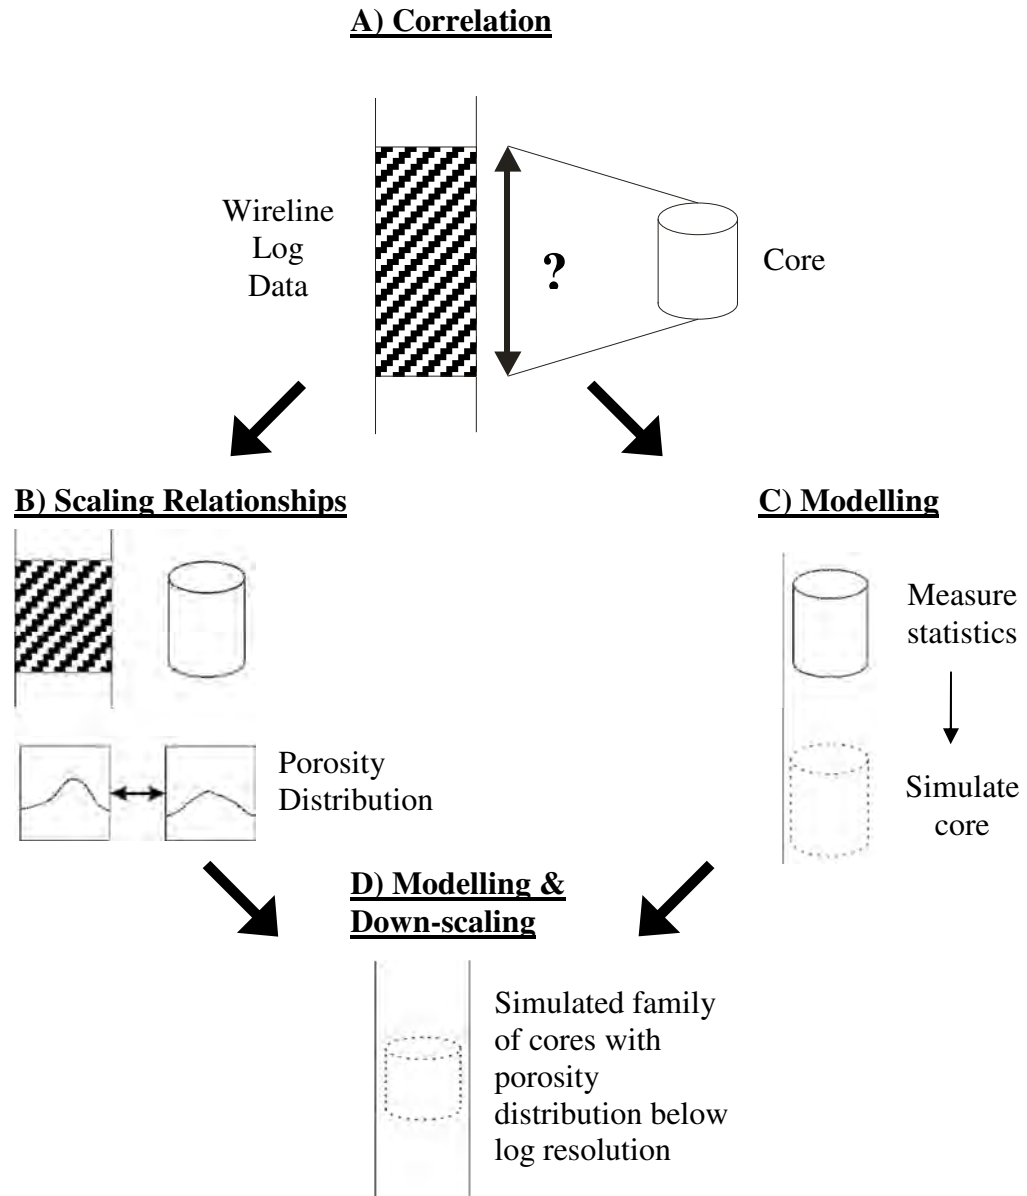 A) Correlation
Wireline
Log
Data
?
Core
B) Scaling Relationships
C) Modelling
Measure
statistics
Porosity
Distribution
Simulate
core
D) Modelling &
Down-scaling
Simulated family
of cores with
porosity
distribution below
log resolution